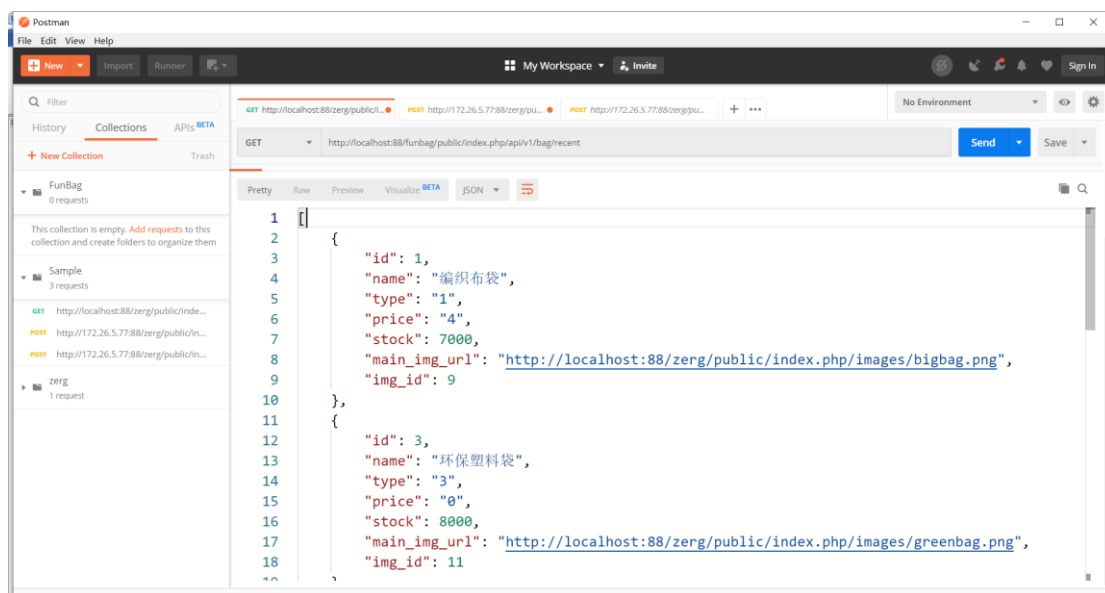 Postman
File Edit View Help
New Import Runner My Workspace Invite Sign In
Filter
History Collections APIs BETA
+ New Collection Trash
FunBag
0 requests
This collection is empty. Add requests to this
collection and create folders to organize them
Sample
3 requests
GET http://localhost:88/zerg/public/inde...
POST http://172.26.5.77:88/zerg/public/in...
POST http://172.26.5.77:88/zerg/public/in...
zerg
1 request
GET http://localhost:88/zerg/public/i... POST http://172.26.5.77:88/zerg/pu... POST http://172.26.5.77:88/zerg/pu... + ... No Environment
GET http://localhost:88/funbag/public/index.php/api/v1/bag/recent Send Save
Pretty Raw Preview Visualize BETA JSON
1 [
2 {
3 "id": 1,
4 "name": "编织布袋",
5 "type": "1",
6 "price": "4",
7 "stock": 7000,
8 "main_img_url": "http://localhost:88/zerg/public/index.php/images/bigbag.png",
9 "img_id": 9
10 },
11 {
12 "id": 3,
13 "name": "环保塑料袋",
14 "type": "3",
15 "price": "0",
16 "stock": 8000,
17 "main_img_url": "http://localhost:88/zerg/public/index.php/images/greenbag.png",
18 "img_id": 11